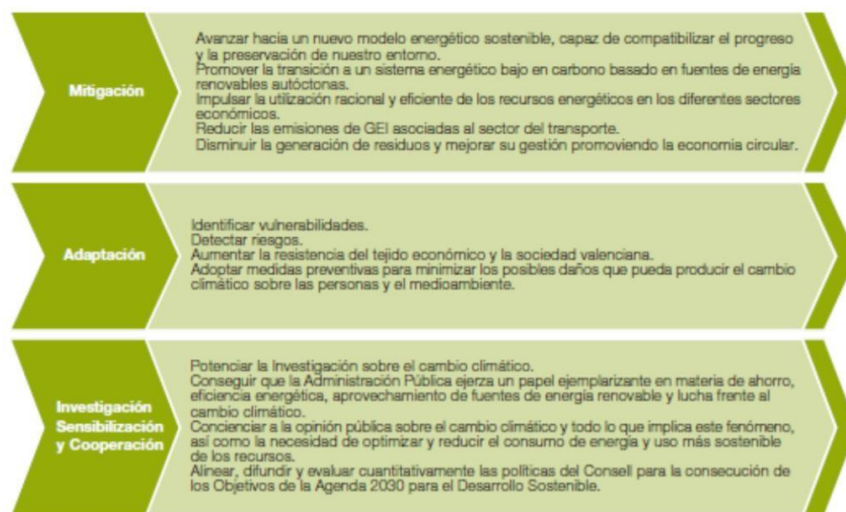 Mitigación
Avanzar hacia un nuevo modelo energético sostenible, capaz de compatibilizar el progreso
y la preservación de nuestro entorno.
Promover la transición a un sistema energético bajo en carbono basado en fuentes de energía
renovables autóctonas.
Impulsar la utilización racional y eficiente de los recursos energéticos en los diferentes sectores
económicos.
Reducir las emisiones de GEI asociadas al sector del transporte.
Disminuir la generación de residuos y mejorar su gestión promoviendo la economia circular.
Adaptación
Identificar vulnerabilidades.
Detectar riesgos.
Aumentar la resistencia del tejido económico y la sociedad valenciana.
Adoptar medidas preventivas para minimizar los posibles daños que pueda producir el cambio
climático sobre las personas y el medioambiente.
Investigación
Sensibilización
y Cooperación
Potenciar la Investigación sobre el cambio climático.
Conseguir que la Administración Pública ejerza un papel ejemplarizante en materia de ahorro,
eficiencia energética, aprovechamiento de fuentes de energía renovable y lucha frente al
cambio climático.
Concienciar a la opinión pública sobre el cambio climático y todo lo que implica este fenómeno,
así como la necesidad de optimizar y reducir el consumo de energía y uso más sostenible
de los recursos.
Alinear, difundir y evaluar cuantitativamente las políticas del Consell para la consecución de
los Objetivos de la Agenda 2030 para el Desarrollo Sostenible.